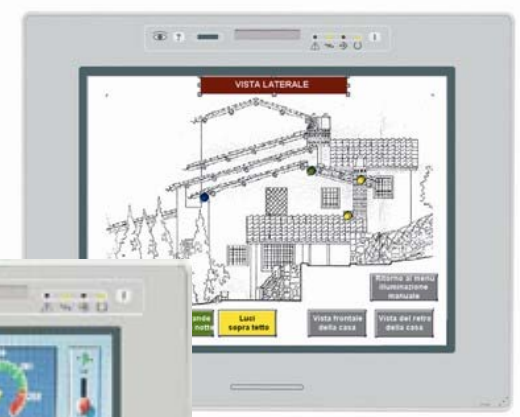 ?
VISTA LATERALE
Ritorno al menu
illuminazione
manuale
notte
Luci
sopra tetto
Vista frontale
della casa
Vista del retro
della casa